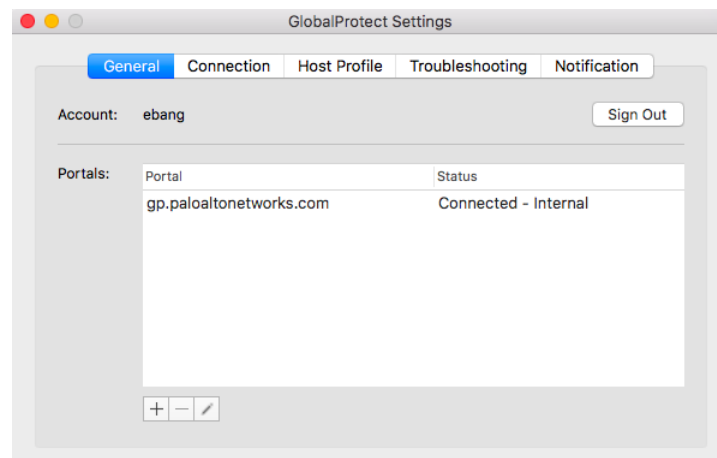 GlobalProtect Settings
General Connection Host Profile Troubleshooting Notification
Account: ebang Sign Out
Portals: Portal Status
gp.paloaltonetworks.com Connected - Internal